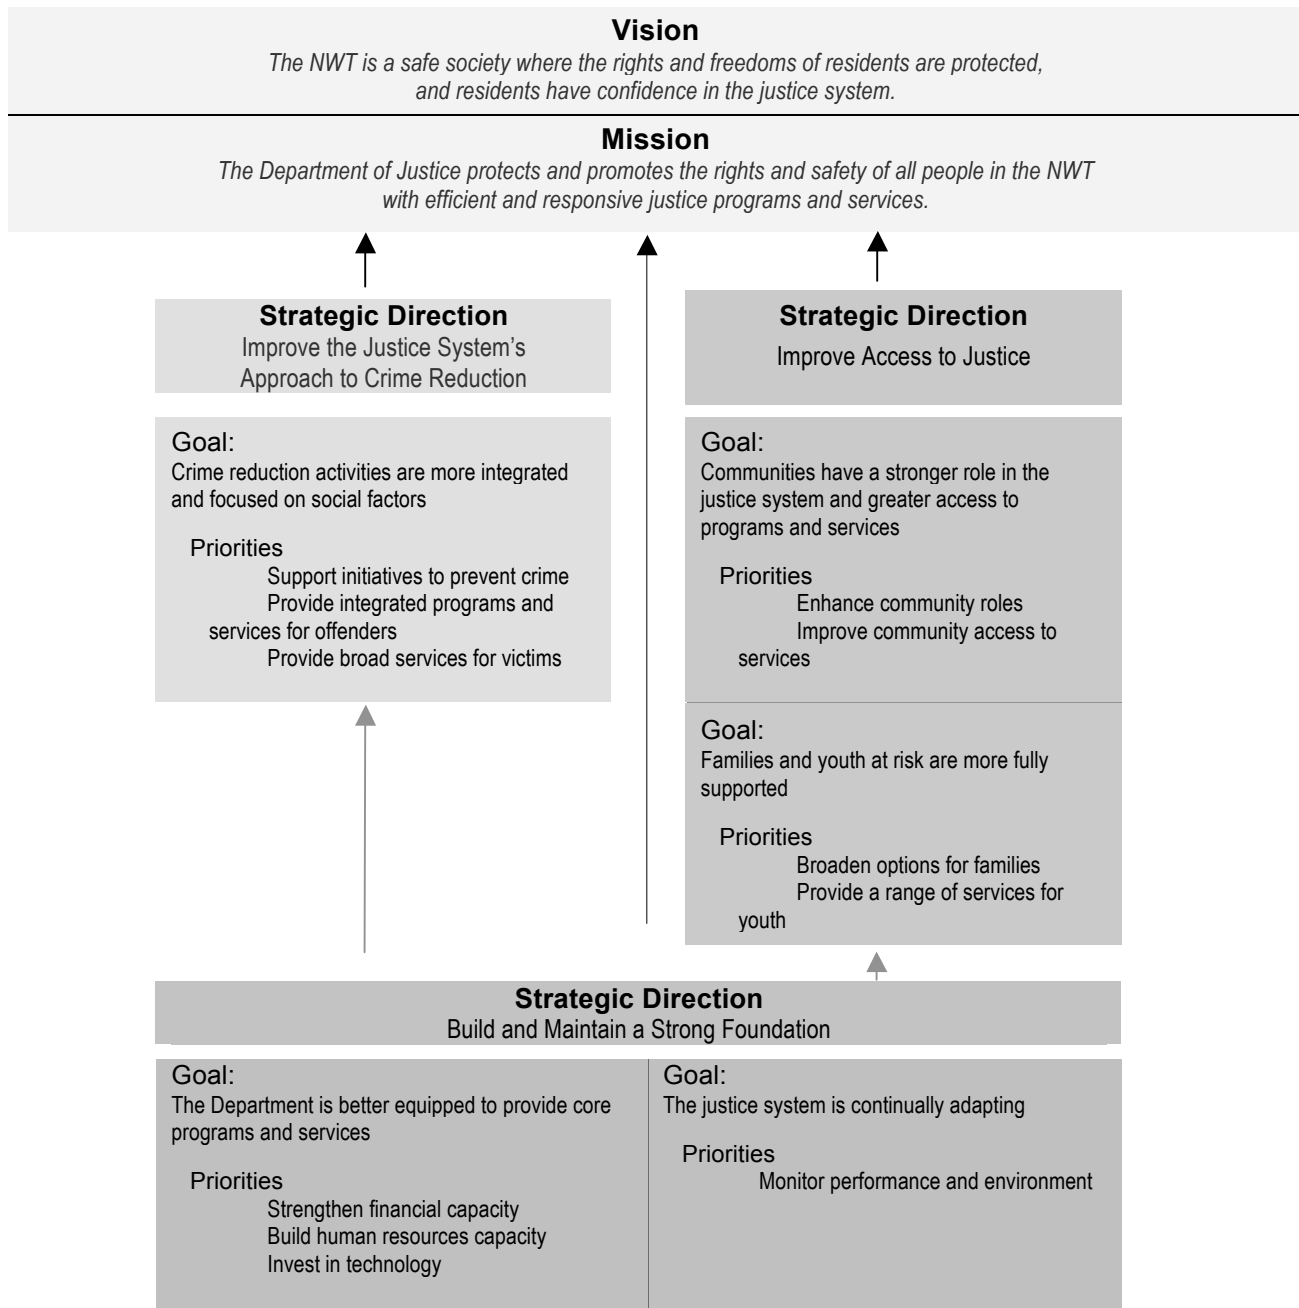 Vision
The NWT is a safe society where the rights and freedoms of residents are protected,
and residents have confidence in the justice system.
Mission
The Department of Justice protects and promotes the rights and safety of all people in the NWT
with efficient and responsive justice programs and services.
Strategic Direction
Improve the Justice System’s
Approach to Crime Reduction
Goal:
Crime reduction activities are more integrated
and focused on social factors
Priorities
Support initiatives to prevent crime
Provide integrated programs and
services for offenders
Provide broad services for victims
Strategic Direction
Improve Access to Justice
Goal:
Communities have a stronger role in the
justice system and greater access to
programs and services
Priorities
Enhance community roles
Improve community access to
services
Goal:
Families and youth at risk are more fully
supported
Priorities
Broaden options for families
Provide a range of services for
youth
Strategic Direction
Build and Maintain a Strong Foundation
Goal:
The Department is better equipped to provide core
programs and services
Priorities
Strengthen financial capacity
Build human resources capacity
Invest in technology
Goal:
The justice system is continually adapting
Priorities
Monitor performance and environment